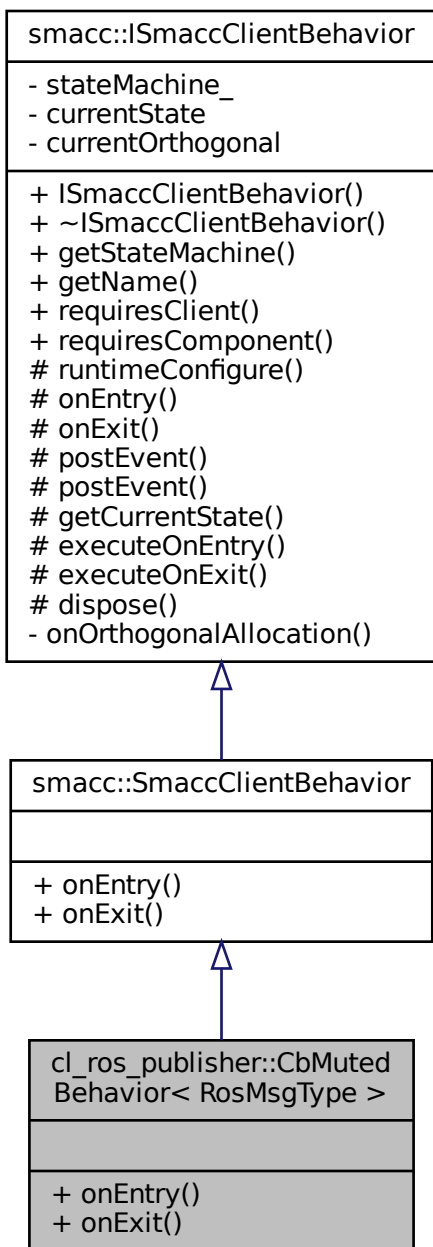 smacc::ISmaccClientBehavior
- stateMachine_
- currentState
- currentOrthogonal
+ ISmaccClientBehavior()
+ ~ISmaccClientBehavior()
+ getStateMachine()
+ getName()
+ requiresClient()
+ requiresComponent()
# runtimeConfigure()
# onEntry()
# onExit()
# postEvent()
# postEvent()
# getCurrentState()
# executeOnEntry()
# executeOnExit()
# dispose()
- onOrthogonalAllocation()
smacc::SmaccClientBehavior
+ onEntry()
+ onExit()
cl_ros_publisher::CbMuted
Behavior< RosMsgType >
+ onEntry()
+ onExit()